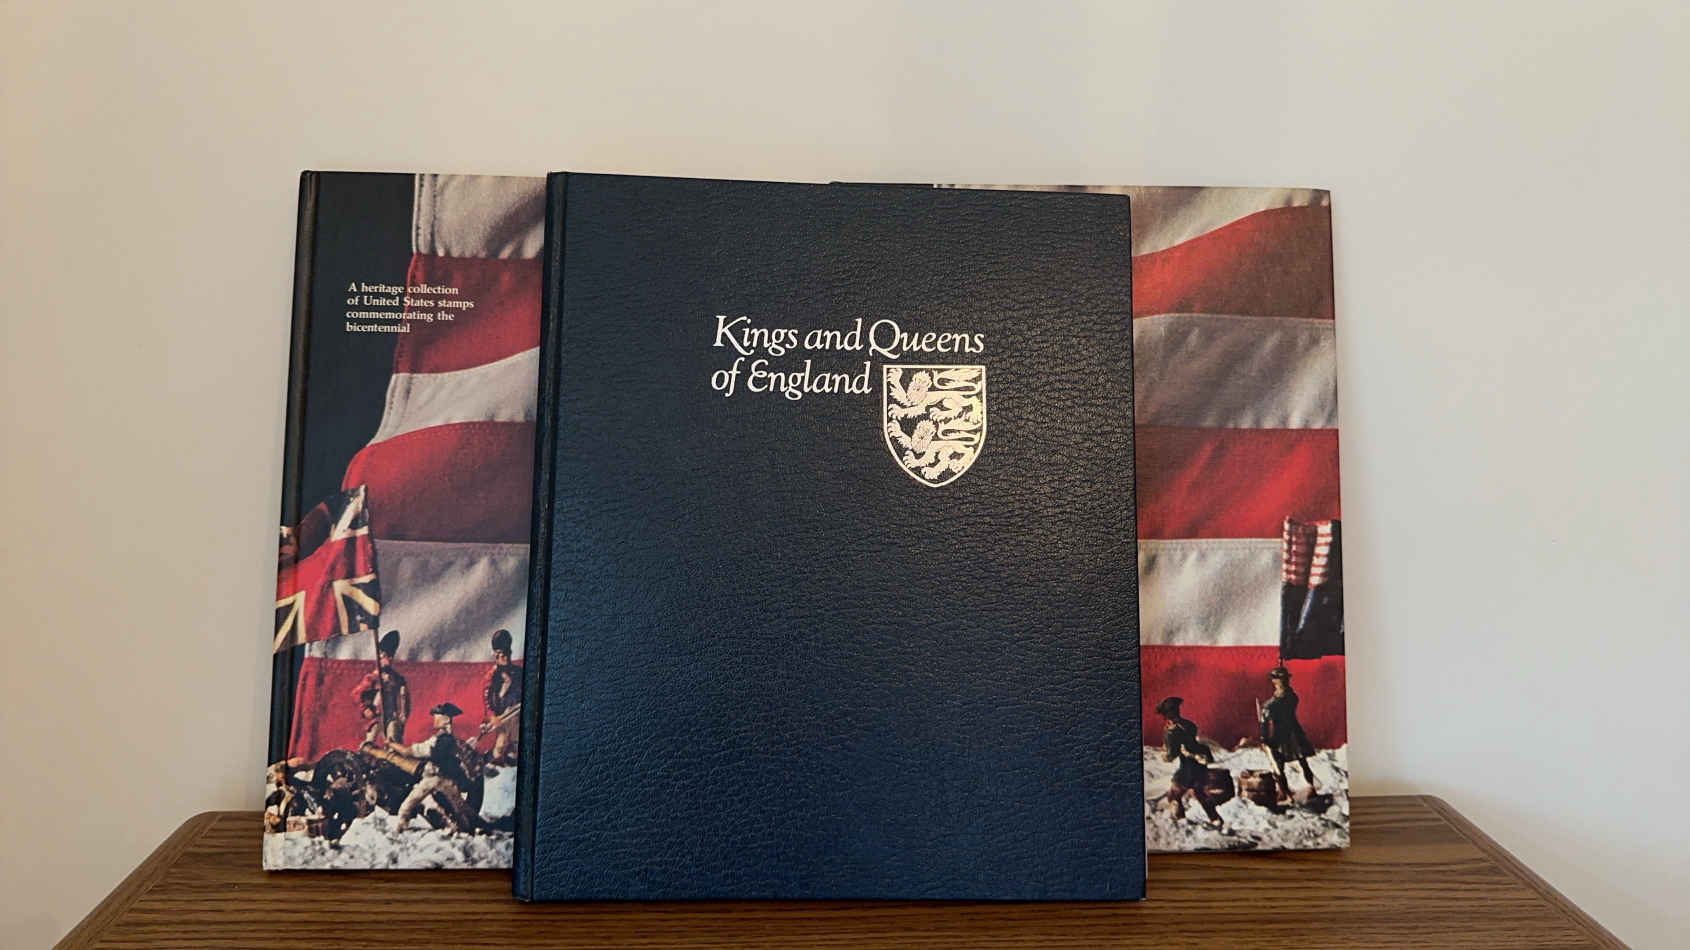 A heritage collection
of United States stamps
commemorating the
bicentennial
Kings and Queens
of England